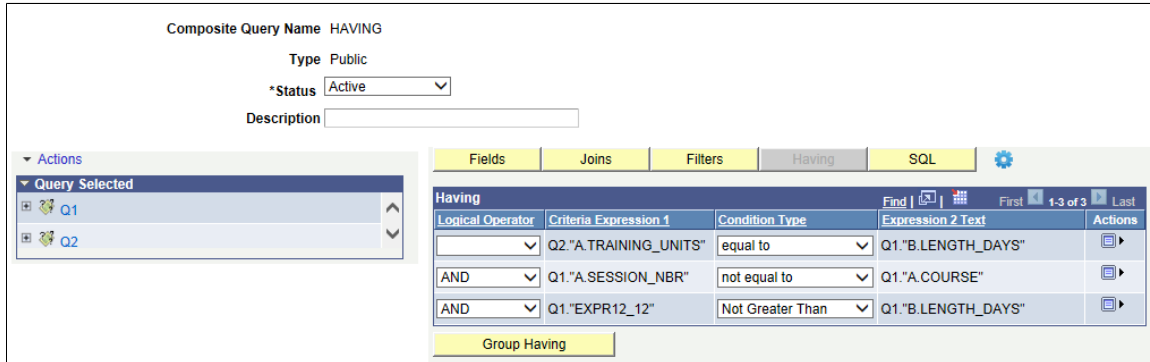 Composite Query Name HAVING
Type Public
*Status Active
Description
Actions
Query Selected
Q1
Q2
Fields Joins Filters Having SQL
Having Find | | First 1-3 of 3 Last
Logical Operator Criteria Expression 1 Condition Type Expression 2 Text Actions
Q2."A.TRAINING_UNITS" equal to Q1."B.LENGTH_DAYS"
AND Q1."A.SESSION_NBR" not equal to Q1."A.COURSE"
AND Q1."EXPR12_12" Not Greater Than Q1."B.LENGTH_DAYS"
Group Having